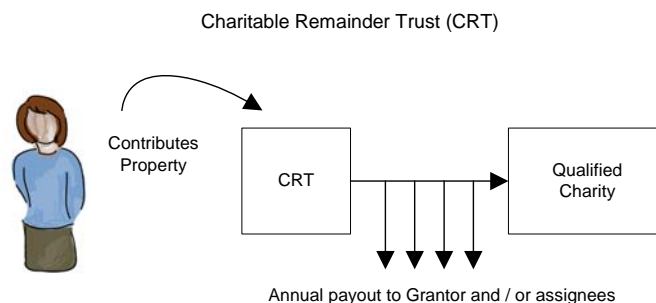 Charitable Remainder Trust (CRT)
Contributes
Property
CRT
Qualified
Charity
Annual payout to Grantor and / or assignees